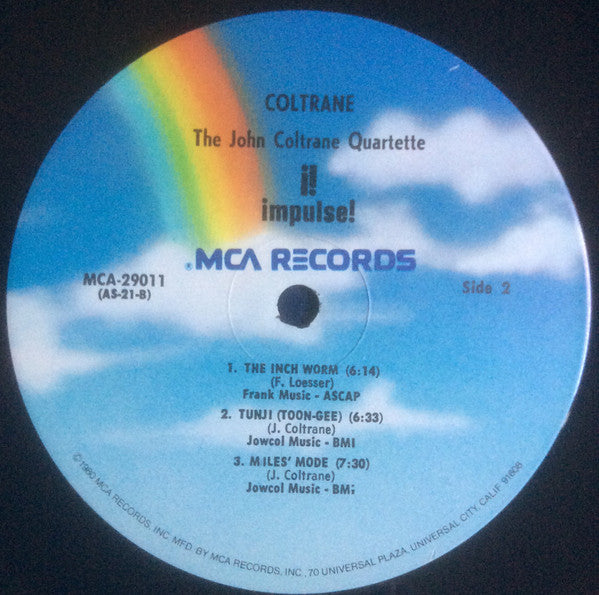 COLTRANE
The John Coltrane Quartette
i!
impulse!
MCA RECORDS
MCA-29011
(AS-21-B)
Side 2
1. THE INCH WORM (6:14)
(F. Loesser)
Frank Music - ASCAP
2. TUNJI (TOON-GEE) (6:33)
(J. Coltrane)
Jowcol Music - BMI
3. MILES' MODE (7:30)
(J. Coltrane)
Jowcol Music - BMI
©1980 MCA RECORDS, INC. MFD. BY MCA RECORDS, INC., 70 UNIVERSAL PLAZA, UNIVERSAL CITY, CALIF. 91608